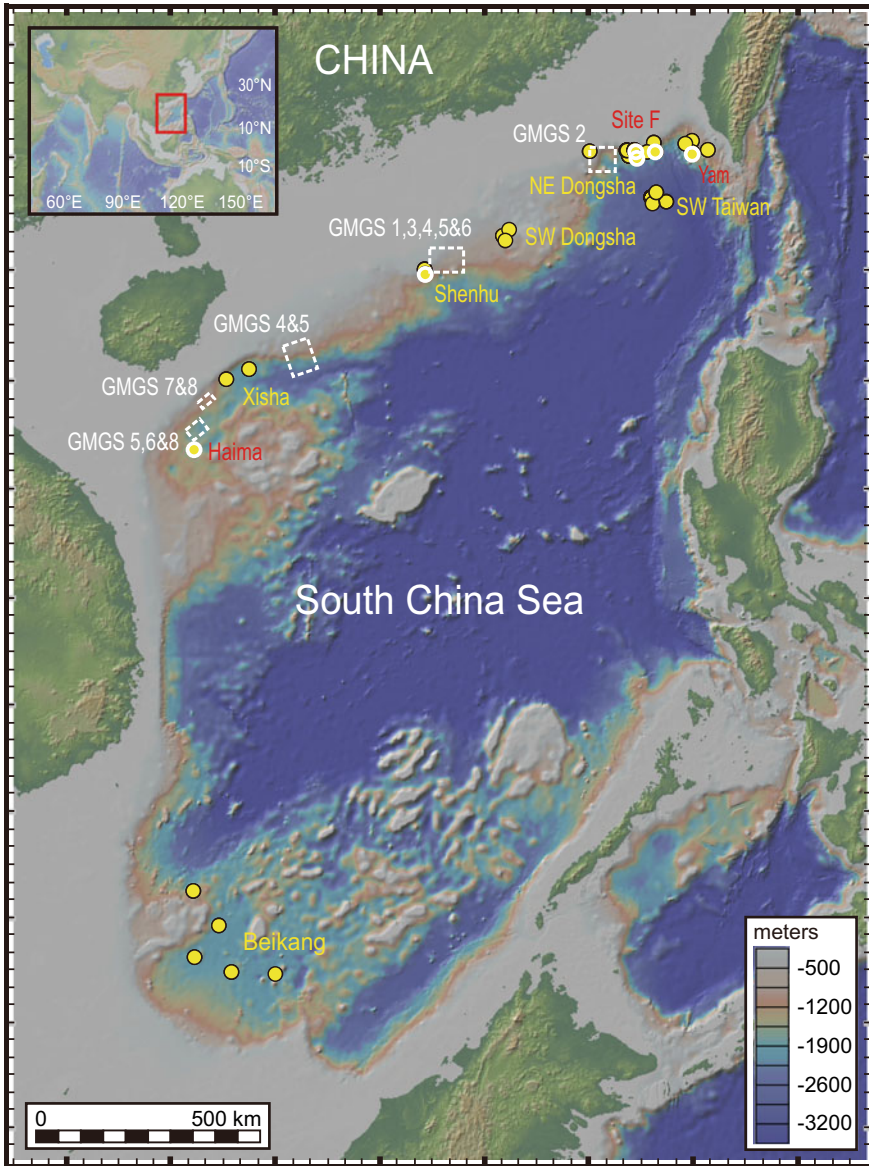 CHINA
30°N
10°N
10°S
60°E 90°E 120°E 150°E
Site F
GMGS 2
Yam
NE Dongsha
SW Taiwan
GMGS 1,3,4,5&6
SW Dongsha
Shenhu
GMGS 4&5
GMGS 7&8
Xisha
GMGS 5,6&8
Haima
South China Sea
Beikang
meters
-500
-1200
-1900
-2600
-3200
0 500 km